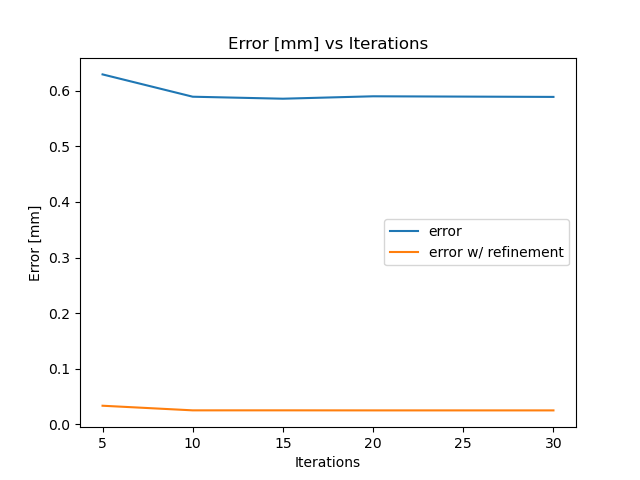 Error [mm] vs Iterations
0.6
0.5
0.4
0.3
0.2
0.1
0.0
Error [mm]
error
error w/ refinement
5 10 15 20 25 30
Iterations